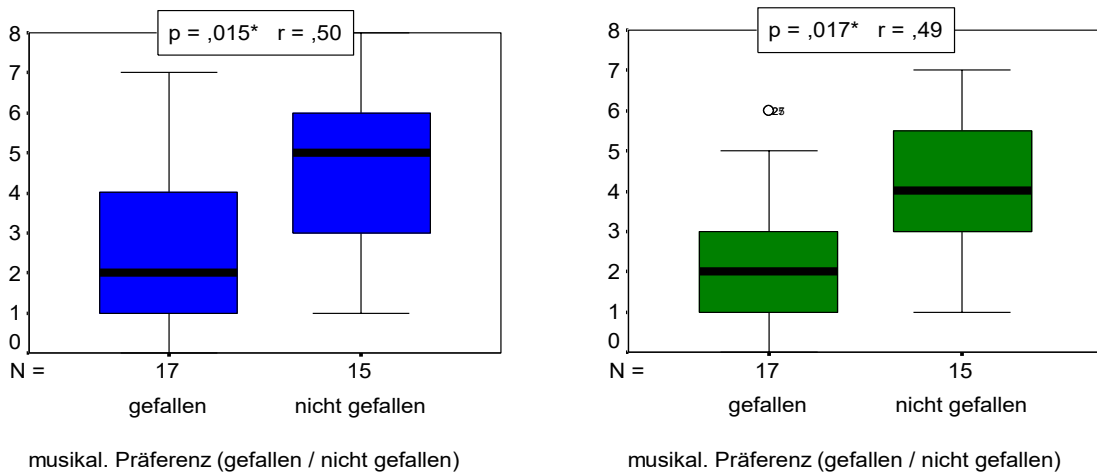 p = ,015* r = ,50
8
7
6
5
4
3
2
1
0
N = 17 15
gefallen nicht gefallen
musikal. Präferenz (gefallen / nicht gefallen)
p = ,017* r = ,49
8
7
6
5
4
3
2
1
0
N = 17 15
gefallen nicht gefallen
musikal. Präferenz (gefallen / nicht gefallen)